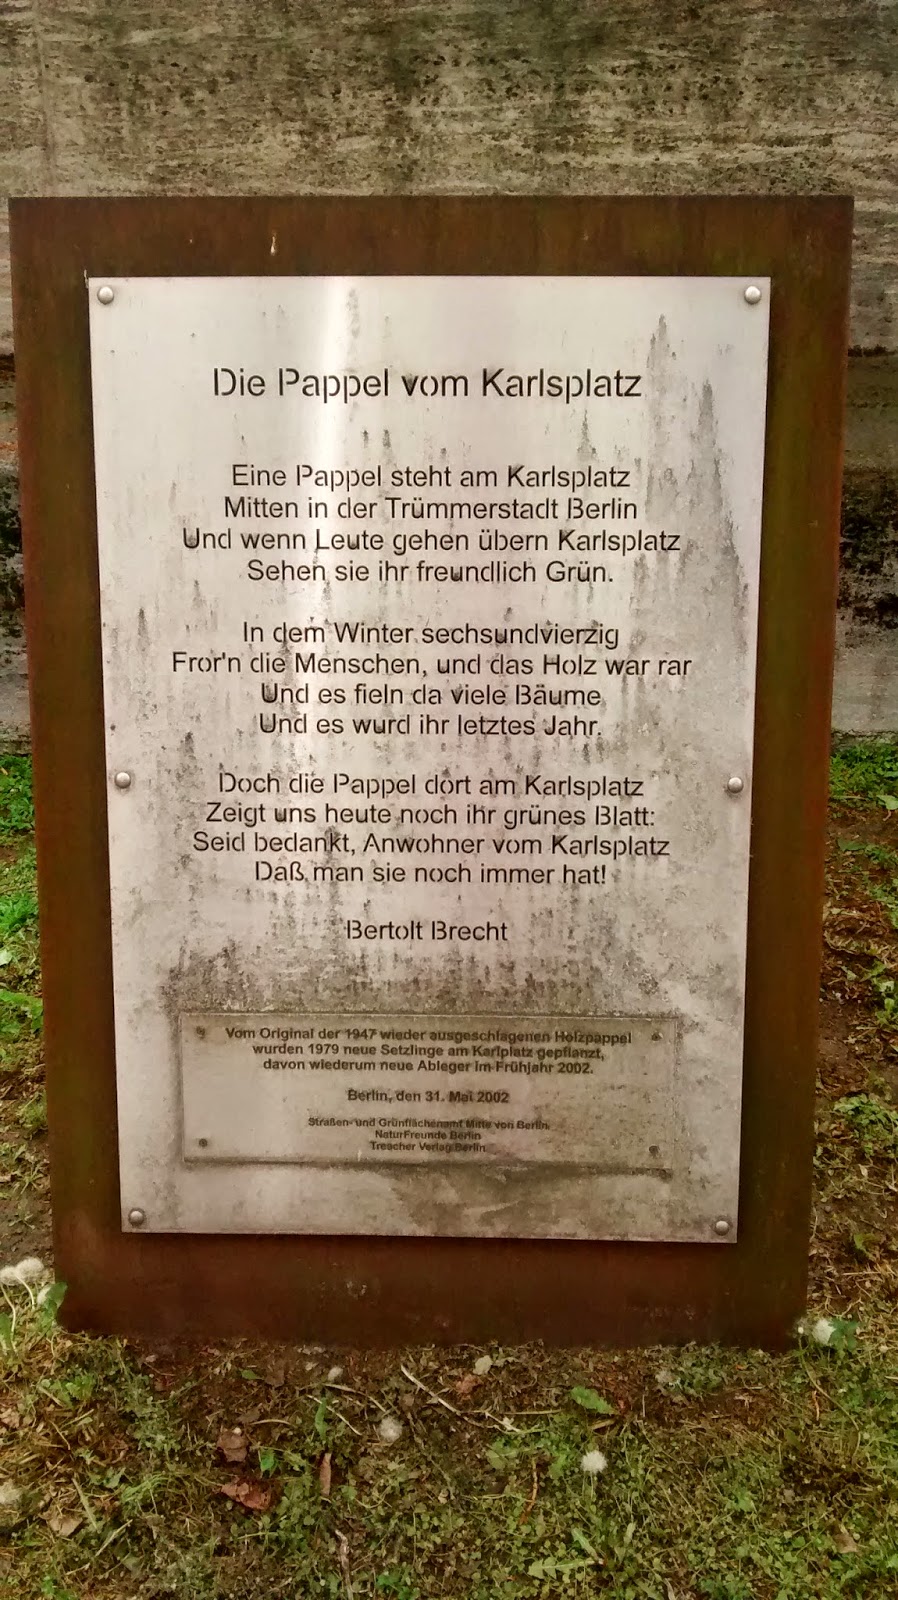 Die Pappel vom Karlsplatz
Eine Pappel steht am Karlsplatz
Mitten in der Trümmerstadt Berlin
Und wenn Leute gehen übern Karlsplatz
Sehen sie ihr freundlich Grün.
In dem Winter sechsundvierzig
Fror'n die Menschen, und das Holz war rar
Und es fieln da viele Bäume
Und es wurd ihr letztes Jahr.
Doch die Pappel dort am Karlsplatz
Zeigt uns heute noch ihr grünes Blatt:
Seid bedankt, Anwohner vom Karlsplatz
Daß man sie noch immer hat!
Bertolt Brecht
Vom Original der 1947 wieder ausgeschlagenen Holzpappel
wurden 1979 neue Setzlinge am Karlplatz gepflanzt,
davon wiederum neue Ableger im Frühjahr 2002.
Berlin, den 31. Mai 2002
Straßen- und Grünflächenamt Mitte von Berlin,
NaturFreunde Berlin
Trescher Verlag Berlin